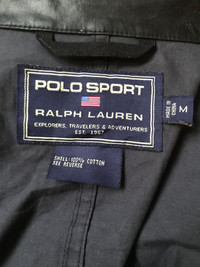 POLO SPORT
RALPH LAUREN
EXPLORERS, TRAVELERS & ADVENTURERS
EST. 1967
MADE IN CHINA
M
SHELL: 100% COTTON
SEE REVERSE